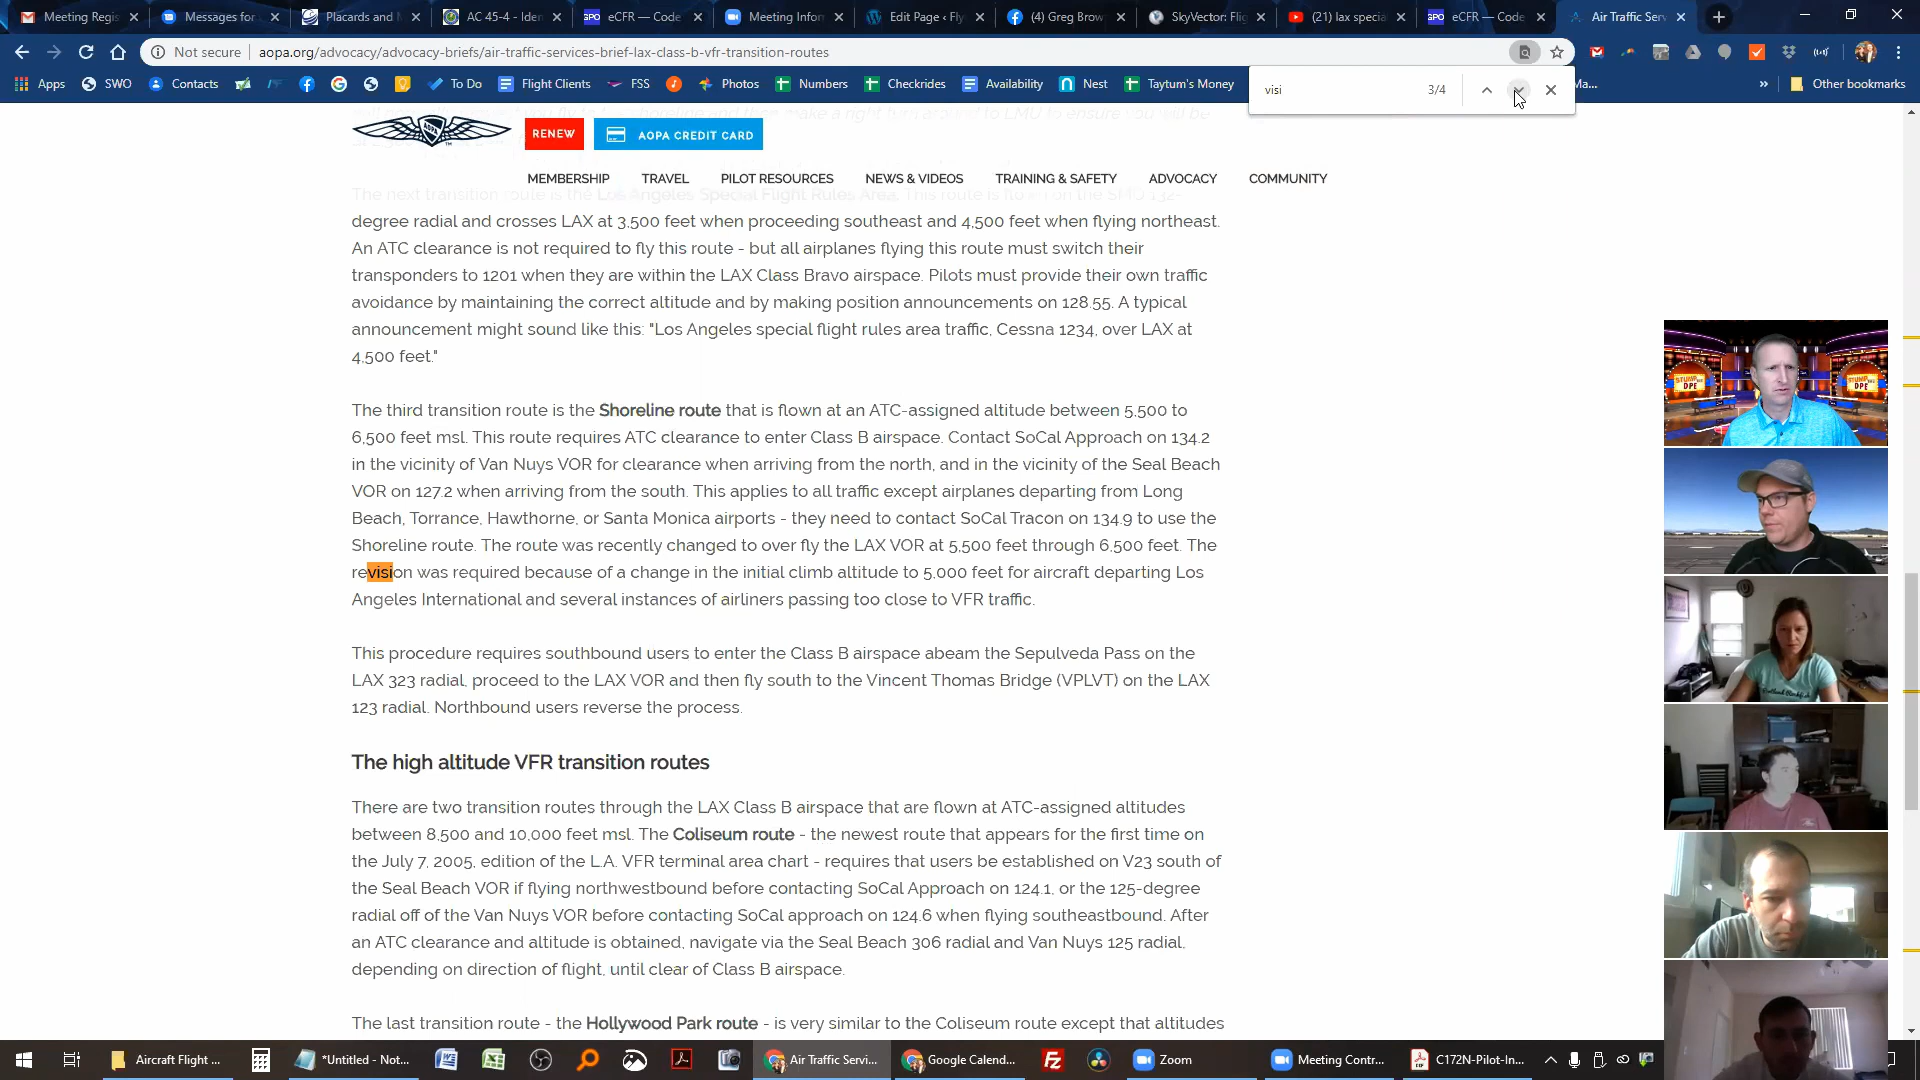 Meeting Regis
Messages for
Placards and M
AC 45-4 - Iden
eCFR — Code
Meeting Infor
Edit Page ‹ Fly
(4) Greg Brow
SkyVector: Flig
(21) lax specia
eCFR — Code
Air Traffic Ser
Not secure
aopa.org/advocacy/advocacy-briefs/air-traffic-services-brief-lax-class-b-vfr-transition-routes
Apps
SWO
Contacts
To Do
Flight Clients
FSS
Photos
Numbers
Checkrides
Availability
Nest
Taytum's Money
Ma...
»
Other bookmarks
visi
3/4
AOPA
RENEW
AOPA CREDIT CARD
MEMBERSHIP
TRAVEL
PILOT RESOURCES
NEWS & VIDEOS
TRAINING & SAFETY
ADVOCACY
COMMUNITY
The next transition route is the Los Angeles Special Flight Rules Area. This route is flown on the SMO 132-
degree radial and crosses LAX at 3,500 feet when proceeding southeast and 4,500 feet when flying northeast.
An ATC clearance is not required to fly this route - but all airplanes flying this route must switch their
transponders to 1201 when they are within the LAX Class Bravo airspace. Pilots must provide their own traffic
avoidance by maintaining the correct altitude and by making position announcements on 128.55. A typical
announcement might sound like this: "Los Angeles special flight rules area traffic, Cessna 1234, over LAX at
4,500 feet."
The third transition route is the Shoreline route that is flown at an ATC-assigned altitude between 5,500 to
6,500 feet msl. This route requires ATC clearance to enter Class B airspace. Contact SoCal Approach on 134.2
in the vicinity of Van Nuys VOR for clearance when arriving from the north, and in the vicinity of the Seal Beach
VOR on 127.2 when arriving from the south. This applies to all traffic except airplanes departing from Long
Beach, Torrance, Hawthorne, or Santa Monica airports - they need to contact SoCal Tracon on 134.9 to use the
Shoreline route. The route was recently changed to over fly the LAX VOR at 5,500 feet through 6,500 feet. The
revision was required because of a change in the initial climb altitude to 5,000 feet for aircraft departing Los
Angeles International and several instances of airliners passing too close to VFR traffic.
This procedure requires southbound users to enter the Class B airspace abeam the Sepulveda Pass on the
LAX 323 radial, proceed to the LAX VOR and then fly south to the Vincent Thomas Bridge (VPLVT) on the LAX
123 radial. Northbound users reverse the process.
The high altitude VFR transition routes
There are two transition routes through the LAX Class B airspace that are flown at ATC-assigned altitudes
between 8,500 and 10,000 feet msl. The Coliseum route - the newest route that appears for the first time on
the July 7, 2005, edition of the L.A. VFR terminal area chart - requires that users be established on V23 south of
the Seal Beach VOR if flying northwestbound before contacting SoCal Approach on 124.1, or the 125-degree
radial off of the Van Nuys VOR before contacting SoCal approach on 124.6 when flying southeastbound. After
an ATC clearance and altitude is obtained, navigate via the Seal Beach 306 radial and Van Nuys 125 radial,
depending on direction of flight, until clear of Class B airspace.
The last transition route - the Hollywood Park route - is very similar to the Coliseum route except that altitudes
STUMP
DPE
STUMP
DPE
Aircraft Flight ...
*Untitled - Not...
Air Traffic Servi...
Google Calend...
Zoom
Meeting Contr...
C172N-Pilot-In...